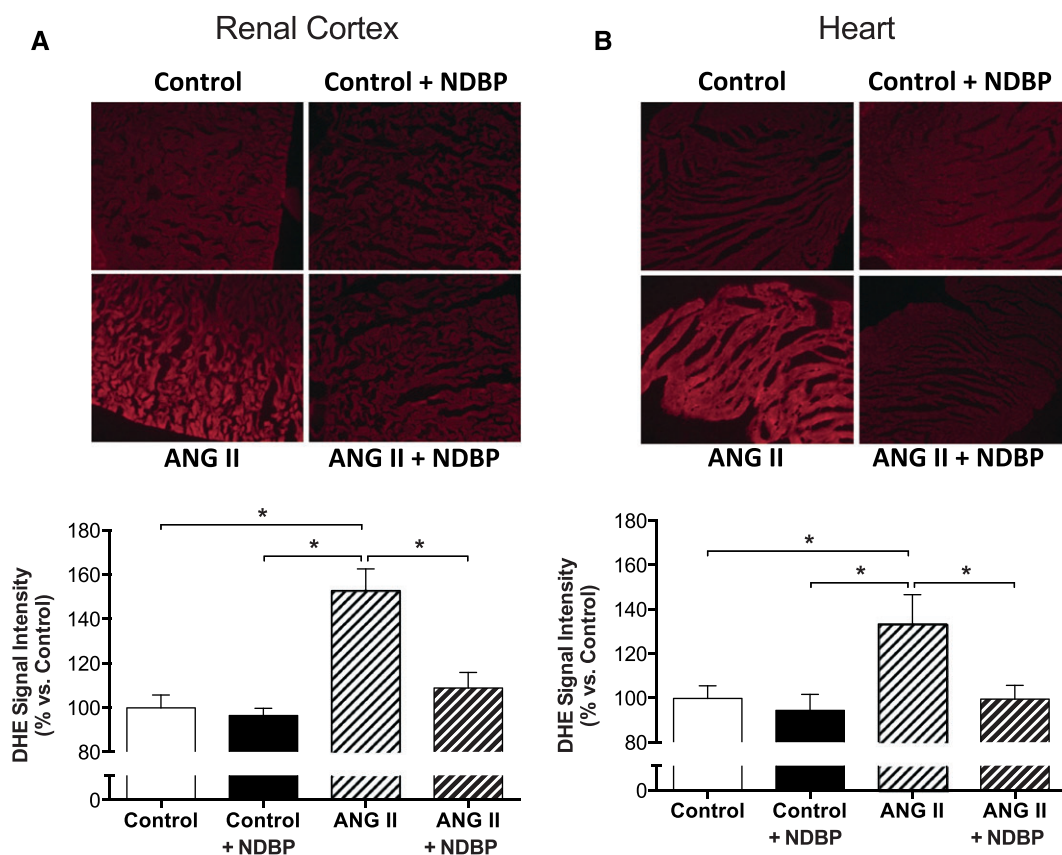 A
Renal Cortex
Control
Control + NDBP
ANG II
ANG II + NDBP
DHE Signal Intensity
(% vs. Control)
180
160
140
120
100
80
0
*
*
*
Control
Control
+ NDBP
ANG II
ANG II
+ NDBP
B
Heart
Control
Control + NDBP
ANG II
ANG II + NDBP
DHE Signal Intensity
(% vs. Control)
180
160
140
120
100
80
0
*
*
*
Control
Control
+ NDBP
ANG II
ANG II
+ NDBP